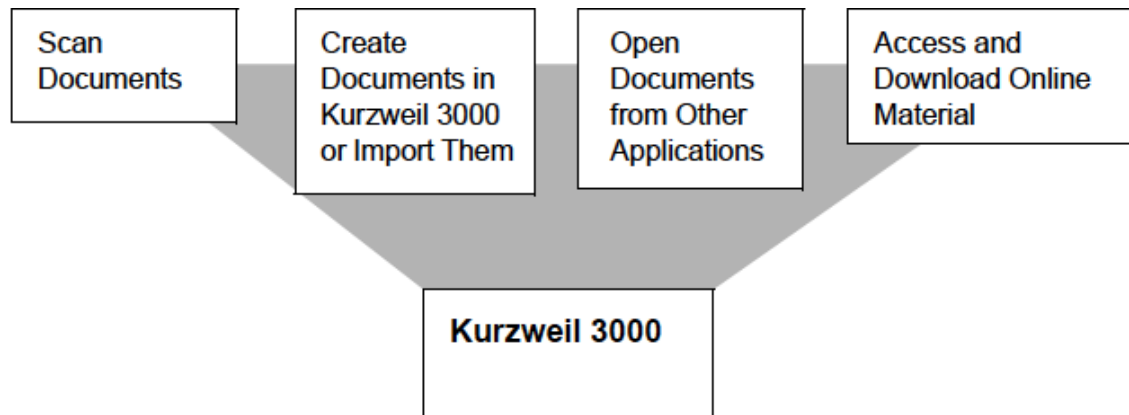 Scan
Documents
Create
Documents in
Kurzweil 3000
or Import Them
Open
Documents
from Other
Applications
Access and
Download Online
Material
Kurzweil 3000